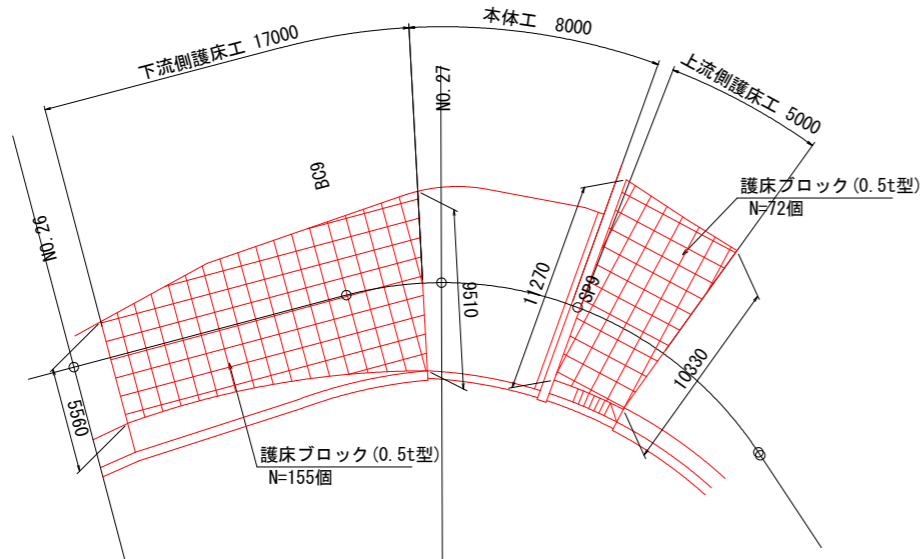 本体工 8000
下流側護床工 17000
上流側護床工 5000
NO.27
BC9
護床ブロック(0.5t型)
N=72個
NO.26
11270
SP9
9510
10330
5560
護床ブロック(0.5t型)
N=155個